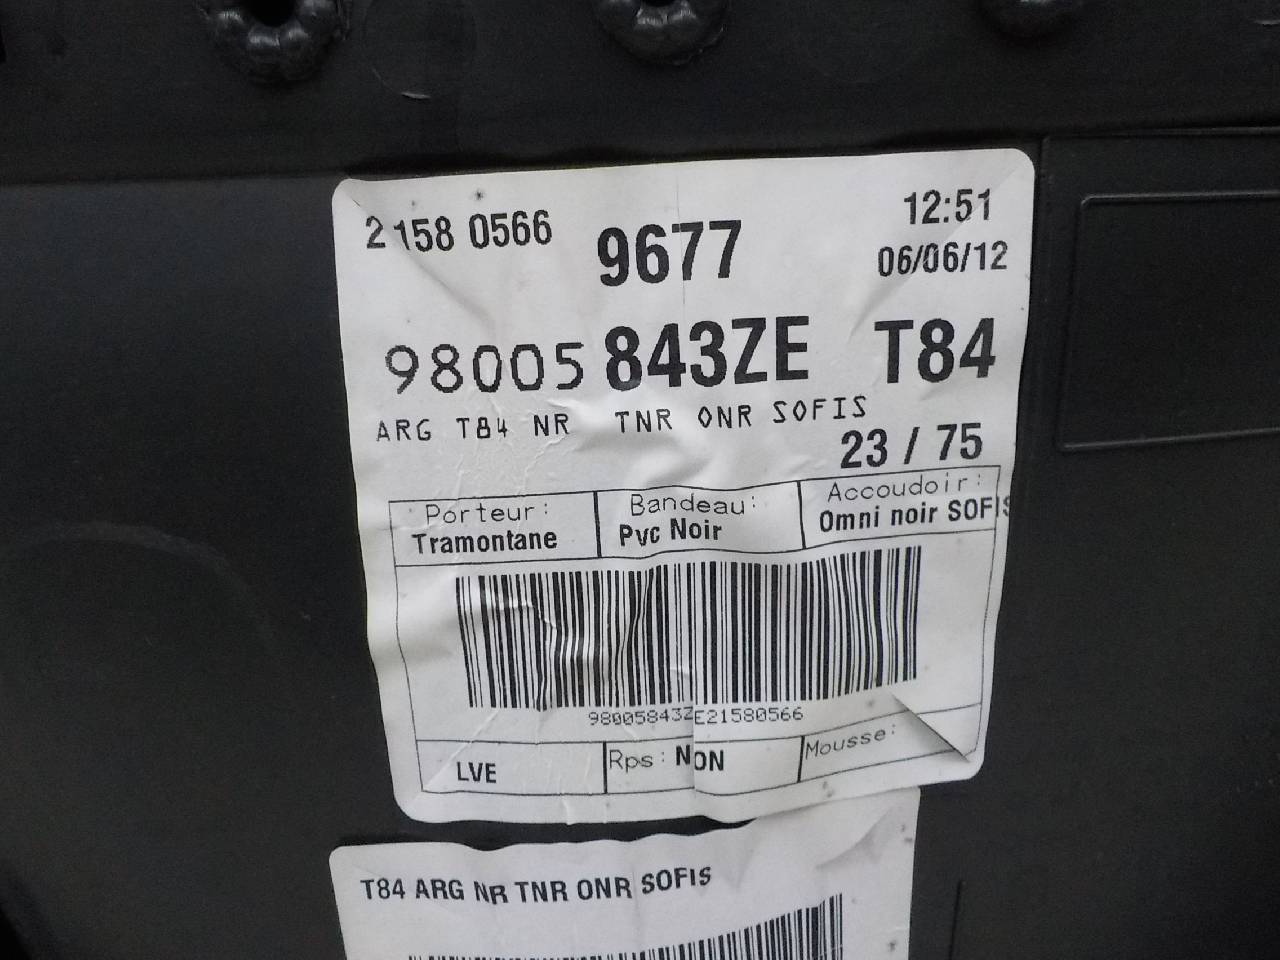 2 158 0566 9677 12:51
06/06/12
98005 843ZE T84
ARG T84 NR TNR ONR SOFIS
23 / 75
Porteur: Bandeau: Accoudoir:
Tramontane Pvc Noir Omni noir SOFIS
98005843ZE21580566
LVE Rps: NON Mousse:
T84 ARG NR TNR ONR SOFIS